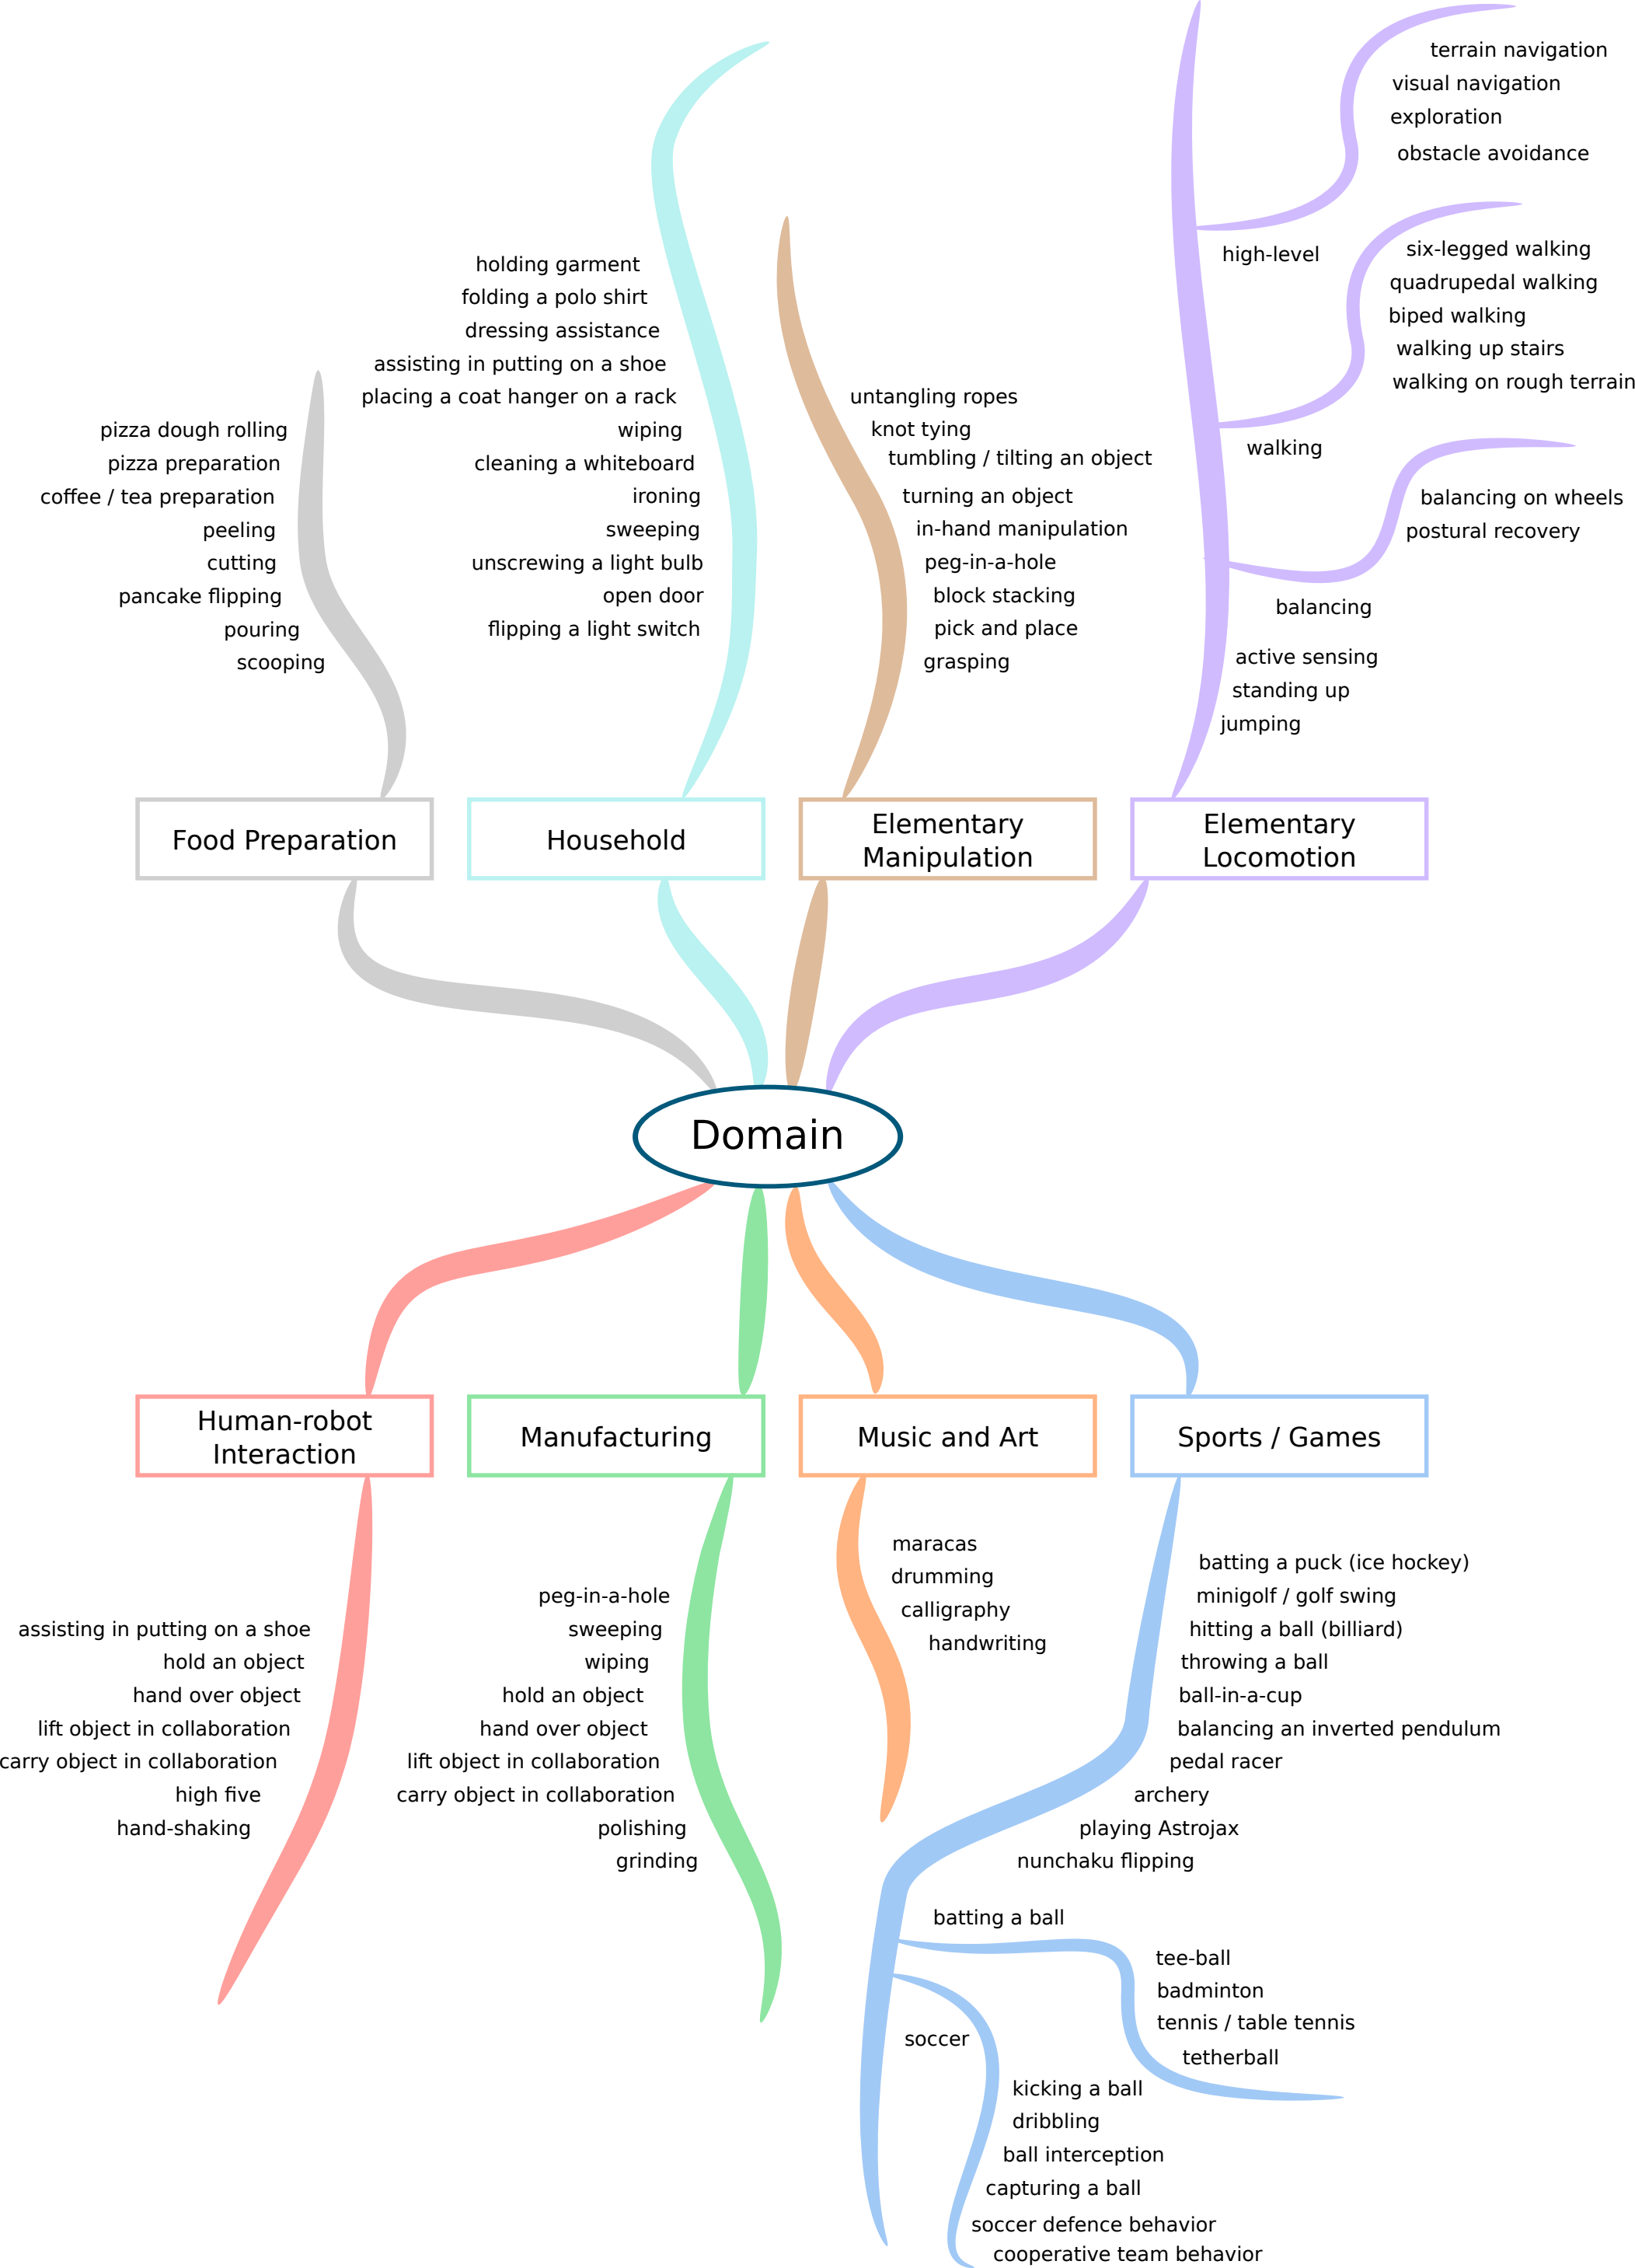 terrain navigation
visual navigation
exploration
obstacle avoidance
high-level
six-legged walking
quadrupedal walking
biped walking
walking up stairs
walking on rough terrain
walking
balancing on wheels
postural recovery
balancing
active sensing
standing up
jumping
holding garment
folding a polo shirt
dressing assistance
assisting in putting on a shoe
placing a coat hanger on a rack
wiping
cleaning a whiteboard
ironing
sweeping
unscrewing a light bulb
open door
flipping a light switch
untangling ropes
knot tying
tumbling / tilting an object
turning an object
in-hand manipulation
peg-in-a-hole
block stacking
pick and place
grasping
pizza dough rolling
pizza preparation
coffee / tea preparation
peeling
cutting
pancake flipping
pouring
scooping
Food Preparation
Household
Elementary
Manipulation
Elementary
Locomotion
Domain
Human-robot
Interaction
Manufacturing
Music and Art
Sports / Games
assisting in putting on a shoe
hold an object
hand over object
lift object in collaboration
carry object in collaboration
high five
hand-shaking
peg-in-a-hole
sweeping
wiping
hold an object
hand over object
lift object in collaboration
carry object in collaboration
polishing
grinding
maracas
drumming
calligraphy
handwriting
batting a puck (ice hockey)
minigolf / golf swing
hitting a ball (billiard)
throwing a ball
ball-in-a-cup
balancing an inverted pendulum
pedal racer
archery
playing Astrojax
nunchaku flipping
batting a ball
tee-ball
badminton
tennis / table tennis
tetherball
soccer
kicking a ball
dribbling
ball interception
capturing a ball
soccer defence behavior
cooperative team behavior